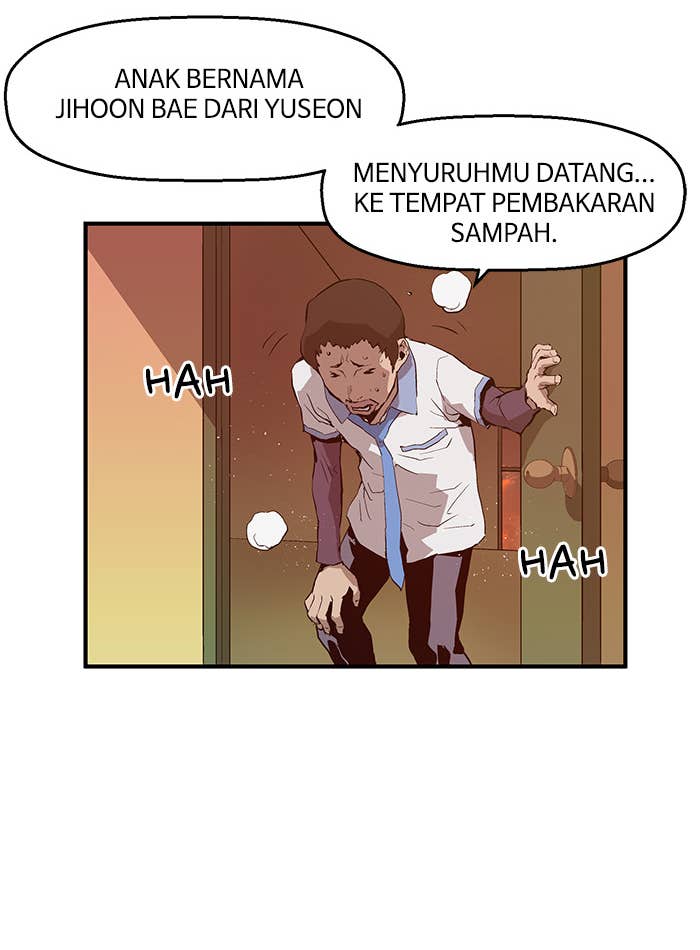 ANAK BERNAMA
JIHOON BAE DARI YUSEON
MENYURUHMU DATANG...
KE TEMPAT PEMBAKARAN
SAMPAH.
HAH
HAH